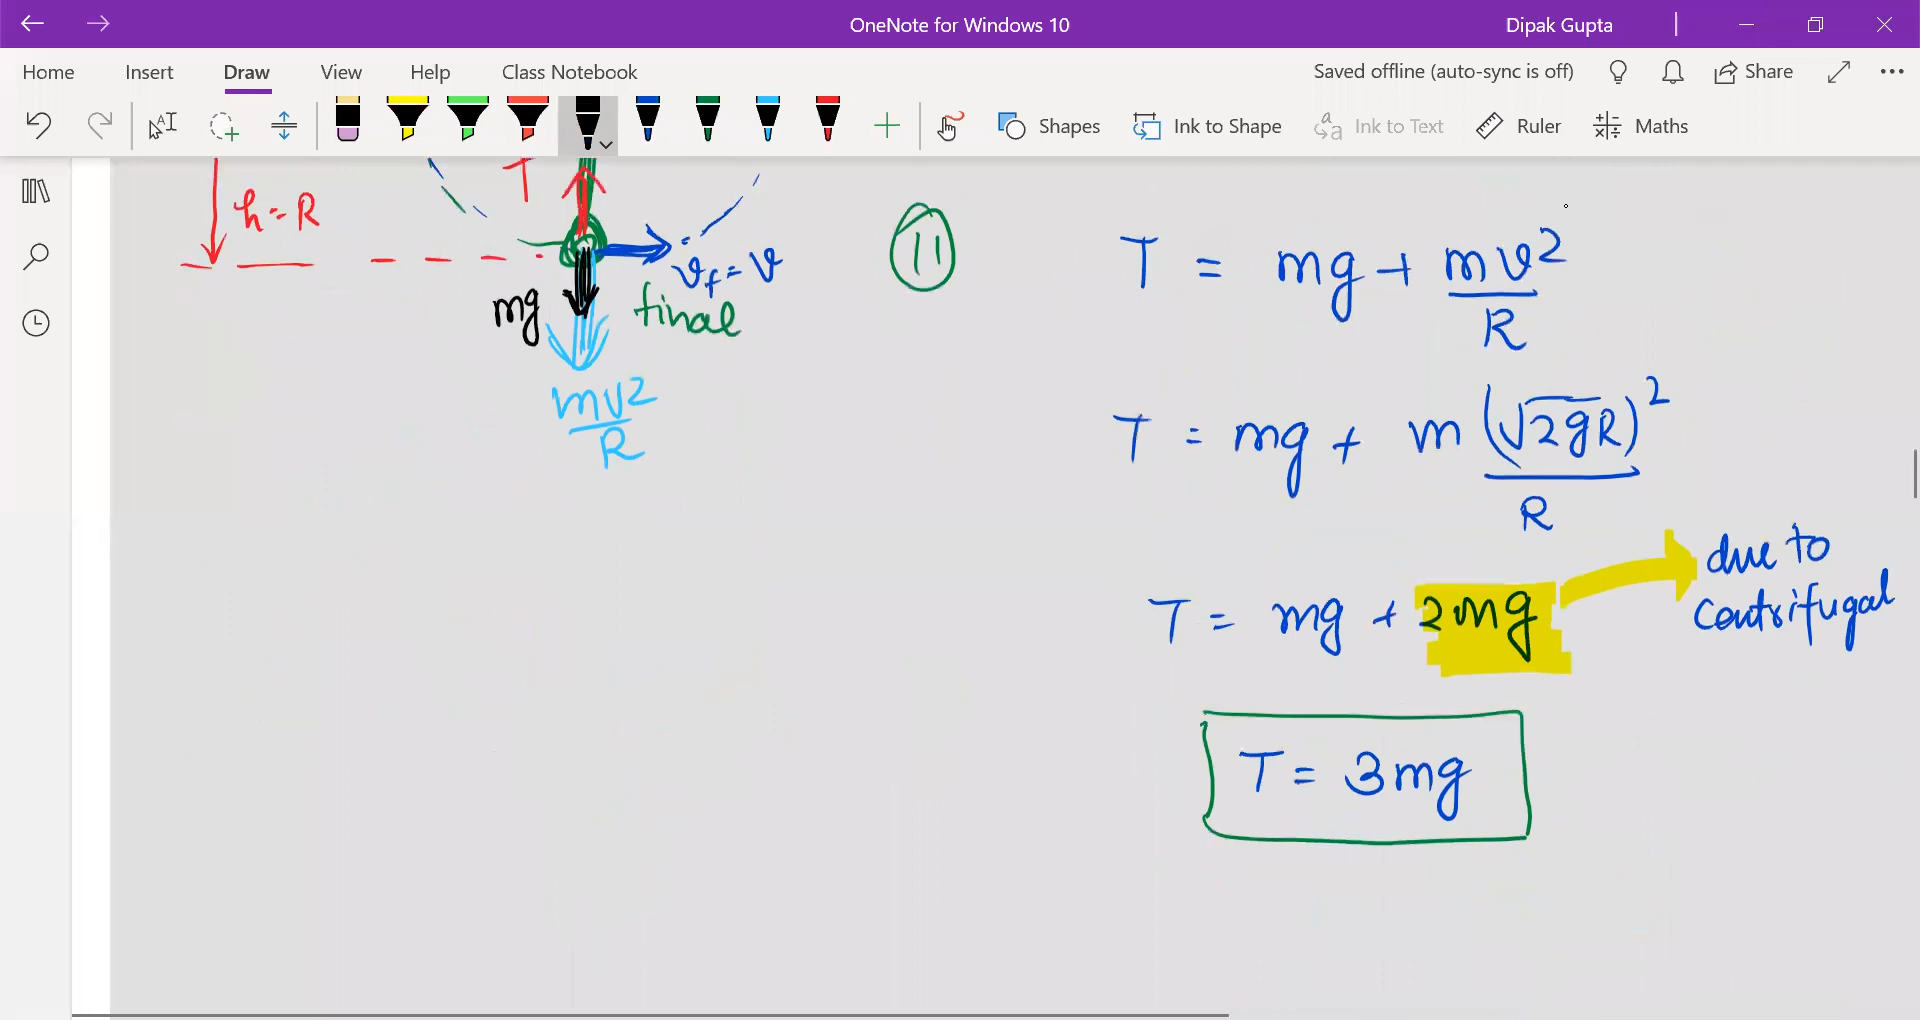 OneNote for Windows 10
Dipak Gupta
Home Insert Draw View Help Class Notebook
Saved offline (auto-sync is off) Share
Shapes Ink to Shape Ink to Text Ruler Maths
h = R
T
mg
v_f = v
final
mv²/R
11
T = mg + mv²/R
T = mg + m (√2gR)²/R
T = mg + 2mg
due to
Centrifugal
T = 3mg